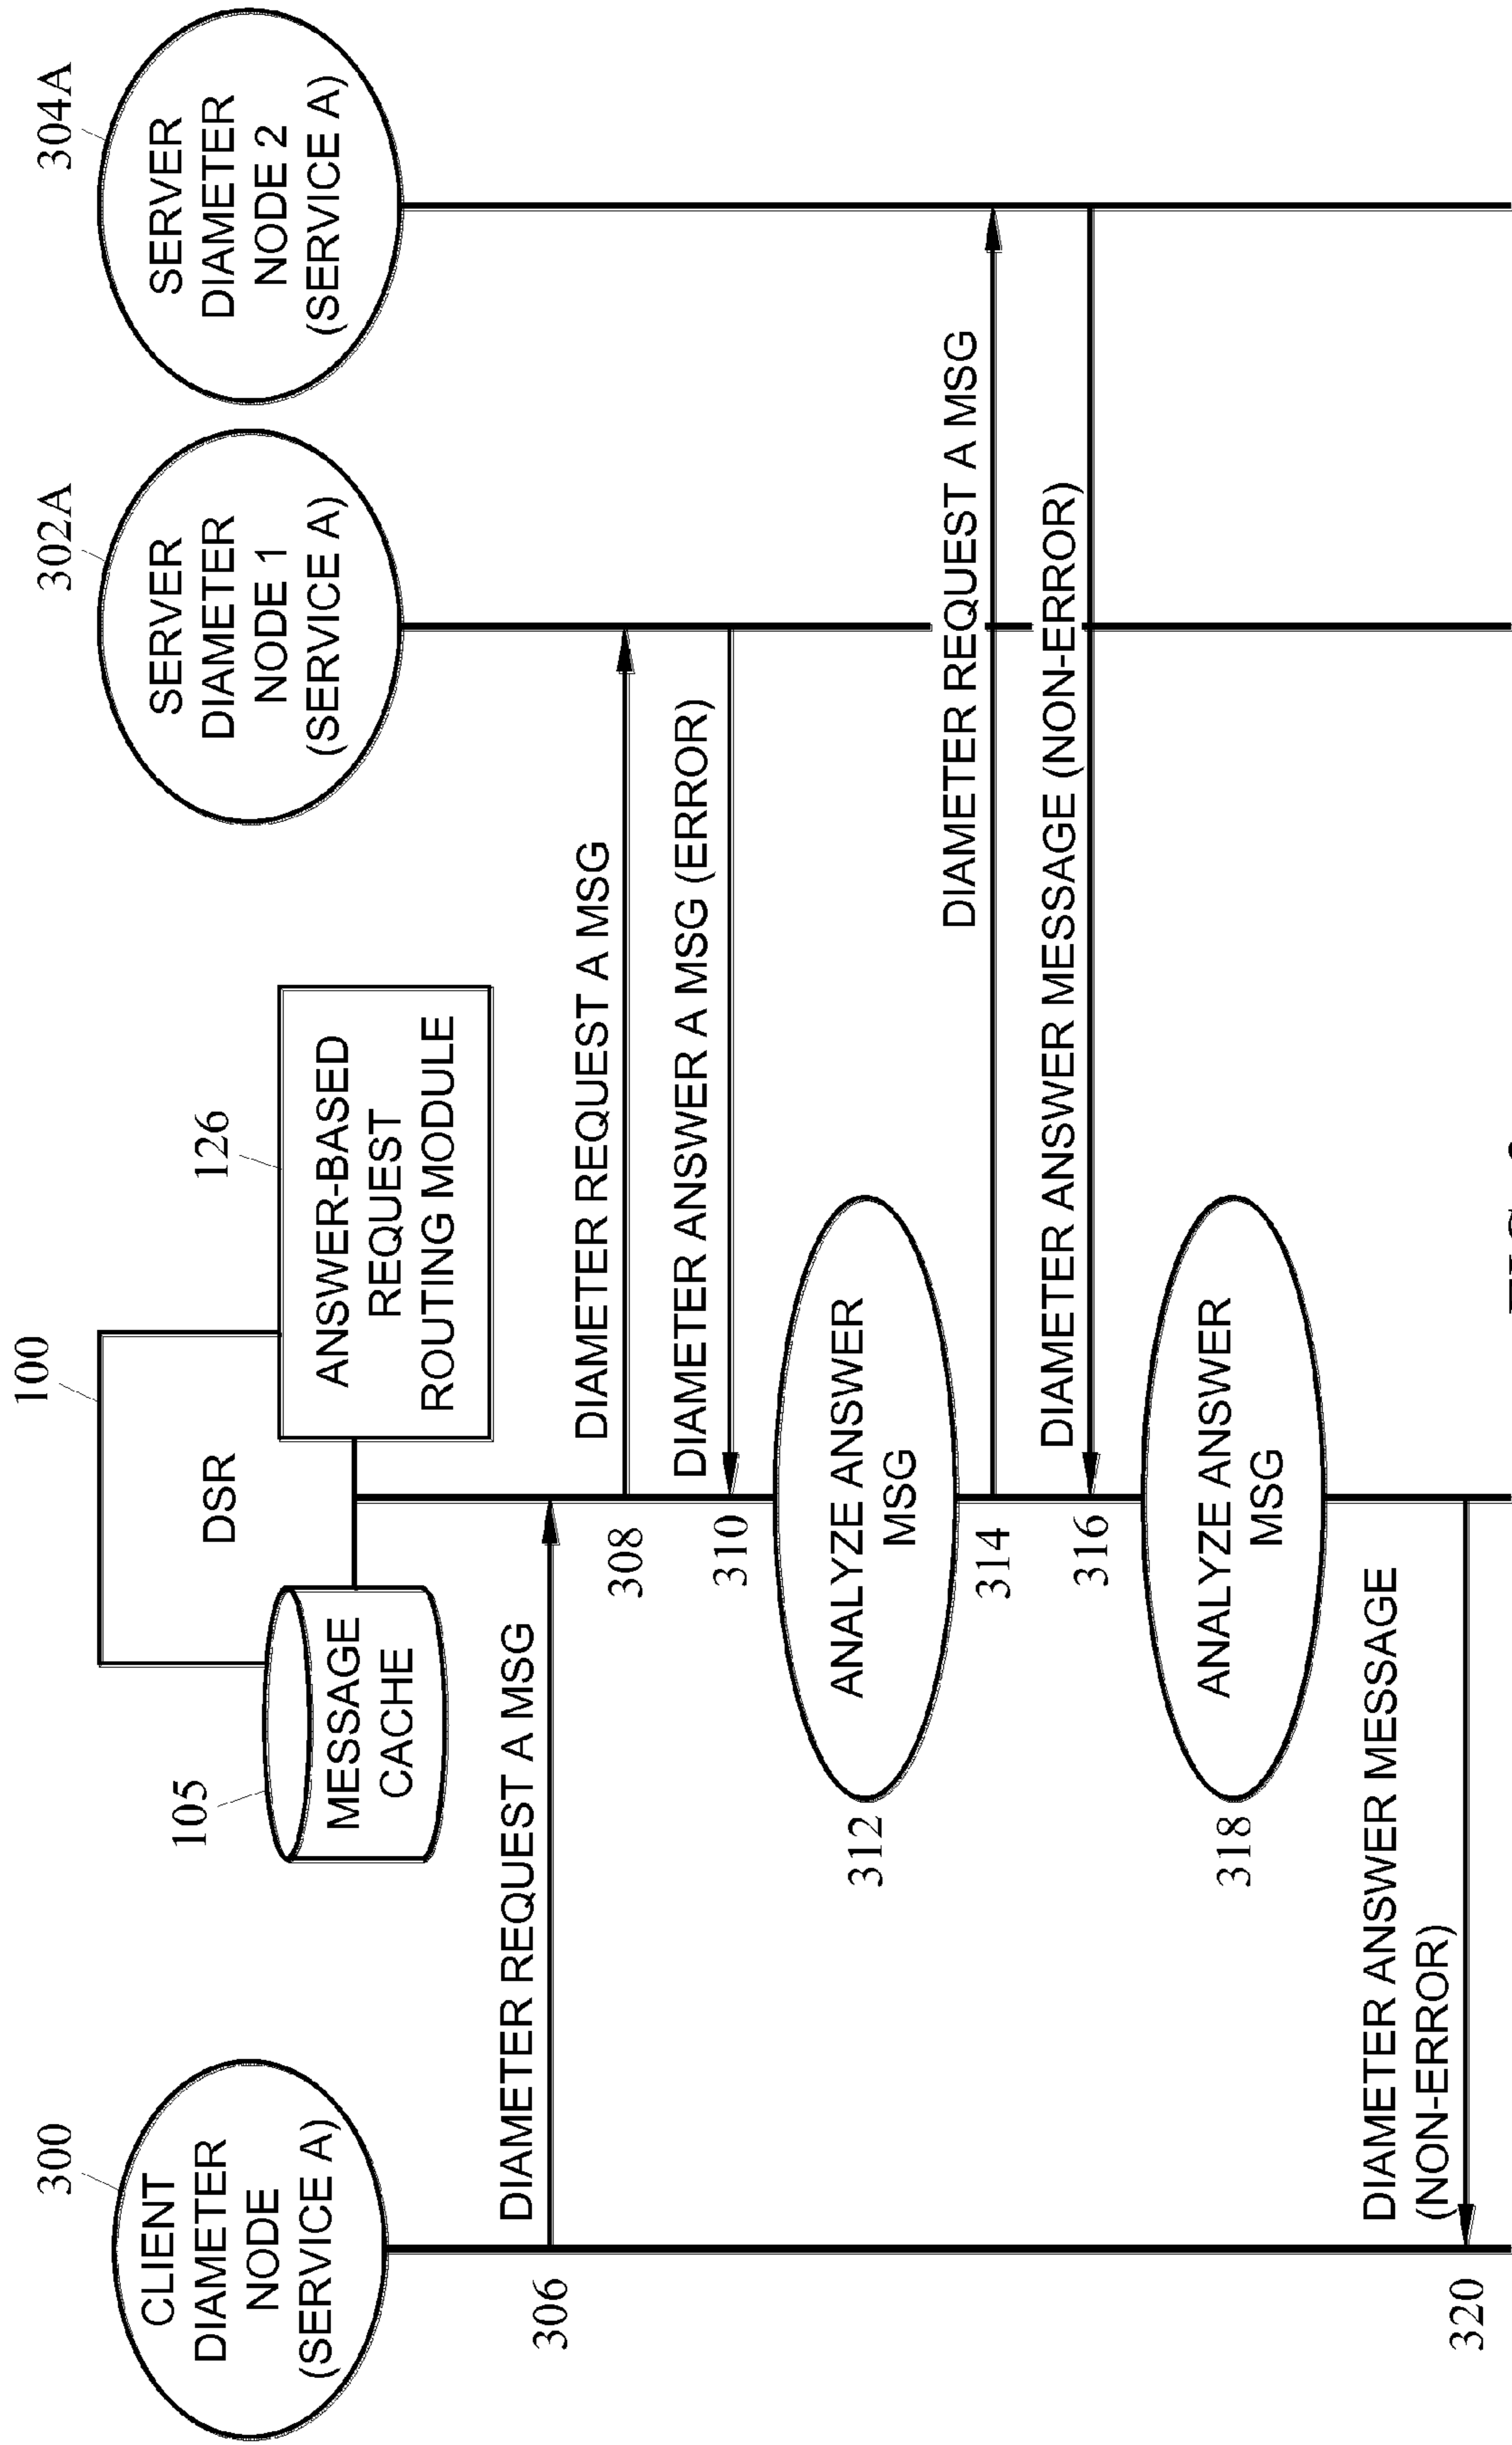 300
CLIENT
DIAMETER
NODE
(SERVICE A)
100
DSR
105
MESSAGE
CACHE
126
ANSWER-BASED
REQUEST
ROUTING MODULE
302A
SERVER
DIAMETER
NODE 1
(SERVICE A)
304A
SERVER
DIAMETER
NODE 2
(SERVICE A)
306
DIAMETER REQUEST A MSG
308
DIAMETER REQUEST A MSG
310
DIAMETER ANSWER A MSG (ERROR)
312
ANALYZE ANSWER
MSG
314
DIAMETER REQUEST A MSG
316
DIAMETER ANSWER MESSAGE (NON-ERROR)
318
ANALYZE ANSWER
MSG
320
DIAMETER ANSWER MESSAGE
(NON-ERROR)